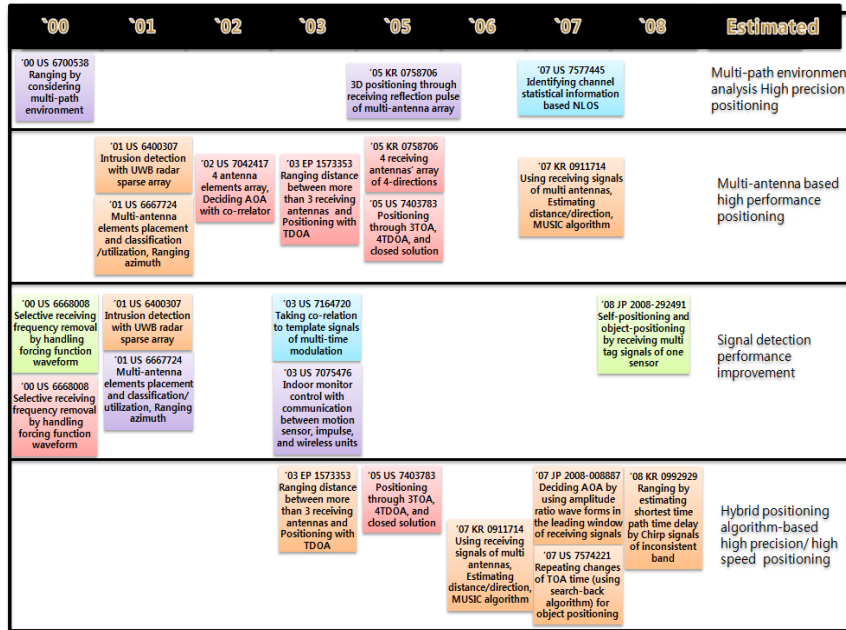 `00 `01 `02 `03 `05 `06 `07 `08 Estimated
'00 US 6700538
Ranging by
considering
multi-path
environment
'05 KR 0758706
3D positioning through
receiving reflection pulse
of multi-antenna array
'07 US 7577445
Identifying channel
statistical information
based NLOS
Multi-path environment
analysis High precision
positioning
'01 US 6400307
Intrusion detection
with UWB radar
sparse array
'01 US 6667724
Multi-antenna
elements placement
and classification
/utilization, Ranging
azimuth
'02 US 7042417
4 antenna
elements array,
Deciding AOA
with co-rrelator
'03 EP 1573353
Ranging distance
between more
than 3 receiving
antennas and
Positioning with
TDOA
'05 KR 0758706
4 receiving
antennas' array
of 4-directions
'05 US 7403783
Positioning
through 3TOA,
4TDOA, and
closed solution
'07 KR 0911714
Using receiving signals
of multi antennas,
Estimating
distance/direction,
MUSIC algorithm
Multi-antenna based
high performance
positioning
'00 US 6668008
Selective receiving
frequency removal
by handling
forcing function
waveform
'00 US 6668008
Selective receiving
frequency removal
by handling
forcing function
waveform
'01 US 6400307
Intrusion detection
with UWB radar
sparse array
'01 US 6667724
Multi-antenna
elements placement
and classification/
utilization, Ranging
azimuth
'03 US 7164720
Taking co-relation
to template signals
of multi-time
modulation
'03 US 7075476
Indoor monitor
control with
communication
between motion
sensor, impulse,
and wireless units
'08 JP 2008-292491
Self-positioning and
object-positioning
by receiving multi
tag signals of one
sensor
Signal detection
performance
improvement
'03 EP 1573353
Ranging distance
between more
than 3 receiving
antennas and
Positioning with
TDOA
'05 US 7403783
Positioning
through 3TOA,
4TDOA, and
closed solution
'07 KR 0911714
Using receiving
signals of multi
antennas,
Estimating
distance/direction,
MUSIC algorithm
'07 JP 2008-008887
Deciding AOA by
using amplitude
ratio wave forms in
the leading window
of receiving signals
'07 US 7574221
Repeating changes
of TOA time (using
search-back
algorithm) for
object positioning
'08 KR 0992929
Ranging by
estimating
shortest time
path time delay
by Chirp signals
of inconsistent
band
Hybrid positioning
algorithm-based
high precision/ high
speed positioning